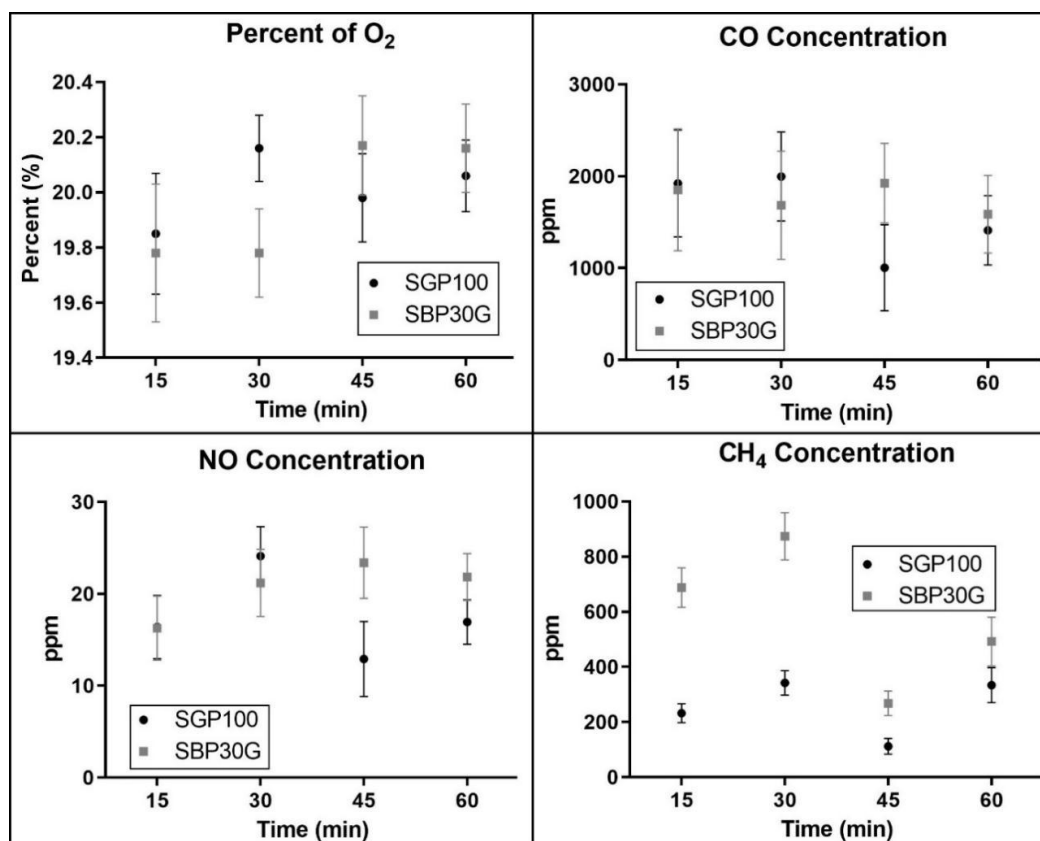 Percent of O₂
Percent (%)
20.4
20.2
20.0
19.8
19.6
19.4
SGP100
SBP30G
15 30 45 60
Time (min)
CO Concentration
ppm
3000
2000
1000
0
SGP100
SBP30G
15 30 45 60
Time (min)
NO Concentration
ppm
30
20
10
0
SGP100
SBP30G
15 30 45 60
Time (min)
CH₄ Concentration
ppm
1000
800
600
400
200
0
SGP100
SBP30G
15 30 45 60
Time (min)